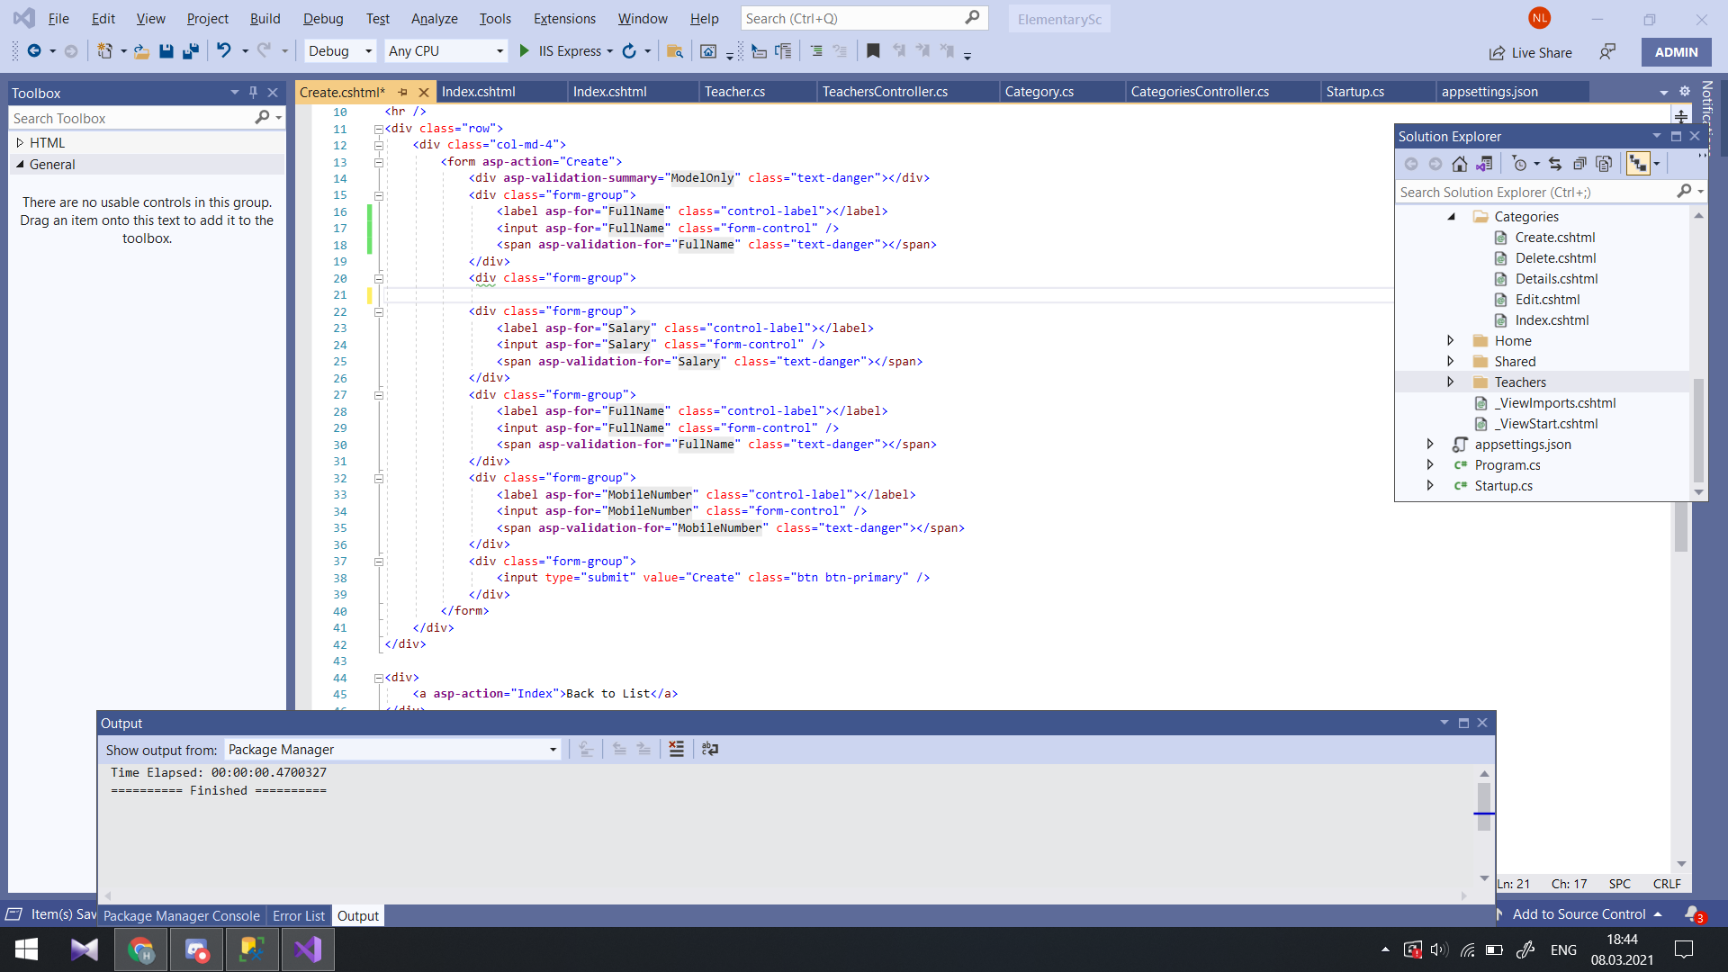 File Edit View Project Build Debug Test Analyze Tools Extensions Window Help Search (Ctrl+Q) ElementarySc NL
Debug Any CPU IIS Express Live Share ADMIN
Toolbox
Search Toolbox
HTML
General
There are no usable controls in this group.
Drag an item onto this text to add it to the
toolbox.
Create.cshtml* Index.cshtml Index.cshtml Teacher.cs TeachersController.cs Category.cs CategoriesController.cs Startup.cs appsettings.json
10 <hr />
11 <div class="row">
12 <div class="col-md-4">
13 <form asp-action="Create">
14 <div asp-validation-summary="ModelOnly" class="text-danger"></div>
15 <div class="form-group">
16 <label asp-for="FullName" class="control-label"></label>
17 <input asp-for="FullName" class="form-control" />
18 <span asp-validation-for="FullName" class="text-danger"></span>
19 </div>
20 <div class="form-group">
21
22 <div class="form-group">
23 <label asp-for="Salary" class="control-label"></label>
24 <input asp-for="Salary" class="form-control" />
25 <span asp-validation-for="Salary" class="text-danger"></span>
26 </div>
27 <div class="form-group">
28 <label asp-for="FullName" class="control-label"></label>
29 <input asp-for="FullName" class="form-control" />
30 <span asp-validation-for="FullName" class="text-danger"></span>
31 </div>
32 <div class="form-group">
33 <label asp-for="MobileNumber" class="control-label"></label>
34 <input asp-for="MobileNumber" class="form-control" />
35 <span asp-validation-for="MobileNumber" class="text-danger"></span>
36 </div>
37 <div class="form-group">
38 <input type="submit" value="Create" class="btn btn-primary" />
39 </div>
40 </form>
41 </div>
42 </div>
43
44 <div>
45 <a asp-action="Index">Back to List</a>
Solution Explorer
Search Solution Explorer (Ctrl+;)
Categories
Create.cshtml
Delete.cshtml
Details.cshtml
Edit.cshtml
Index.cshtml
Home
Shared
Teachers
_ViewImports.cshtml
_ViewStart.cshtml
appsettings.json
C# Program.cs
C# Startup.cs
Output
Show output from: Package Manager
Time Elapsed: 00:00:00.4700327
========== Finished ==========
Ln: 21 Ch: 17 SPC CRLF
Item(s) Sav Package Manager Console Error List Output Add to Source Control 3
ENG 18:44
08.03.2021